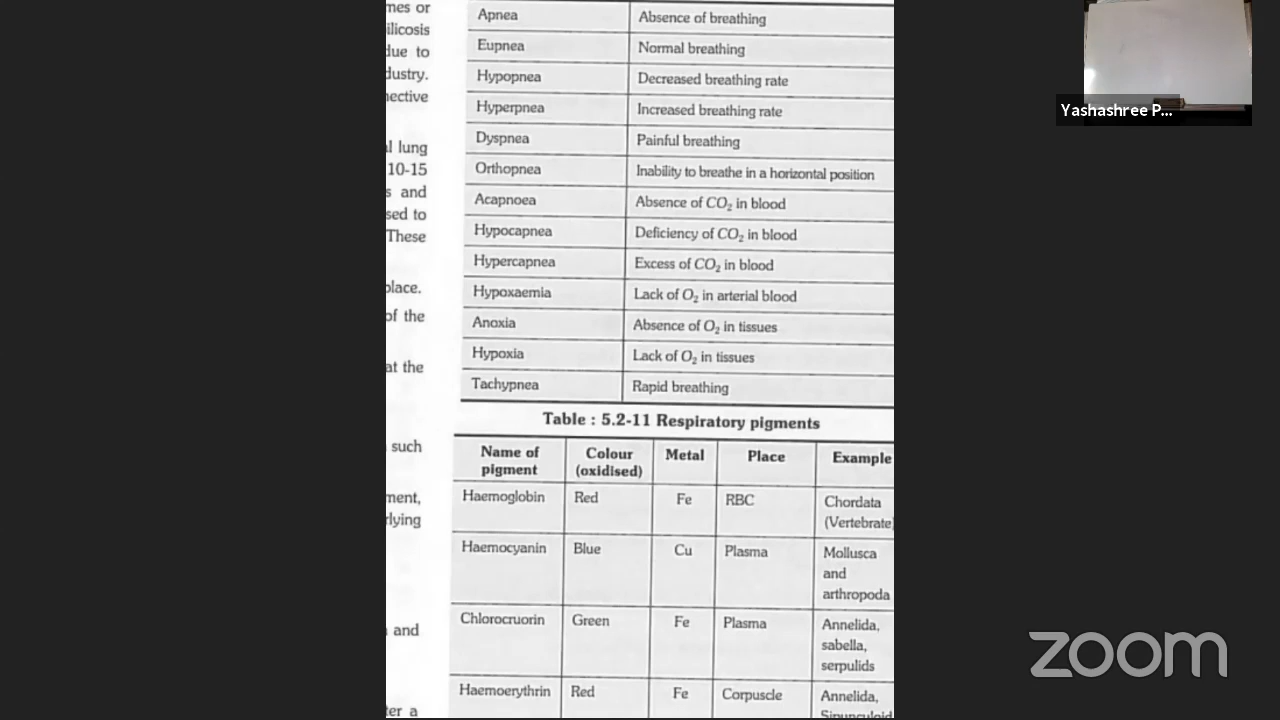 mes or
ilicosis
due to
dustry.
nective
lung
10-15
s and
sed to
These
place.
of the
at the
such
ment,
rlying
and
ter a
Apnea Absence of breathing
Eupnea Normal breathing
Hypopnea Decreased breathing rate
Hyperpnea Increased breathing rate
Dyspnea Painful breathing
Orthopnea Inability to breathe in a horizontal position
Acapnoea Absence of CO₂ in blood
Hypocapnea Deficiency of CO₂ in blood
Hypercapnea Excess of CO₂ in blood
Hypoxaemia Lack of O₂ in arterial blood
Anoxia Absence of O₂ in tissues
Hypoxia Lack of O₂ in tissues
Tachypnea Rapid breathing
Table : 5.2-11 Respiratory pigments
Name of Colour Metal Place Example
pigment (oxidised)
Haemoglobin Red Fe RBC Chordata
(Vertebrate
Haemocyanin Blue Cu Plasma Mollusca
and
arthropoda
Chlorocruorin Green Fe Plasma Annelida,
sabella,
serpulids
Haemoerythrin Red Fe Corpuscle Annelida,
Yashashree P...
zoom